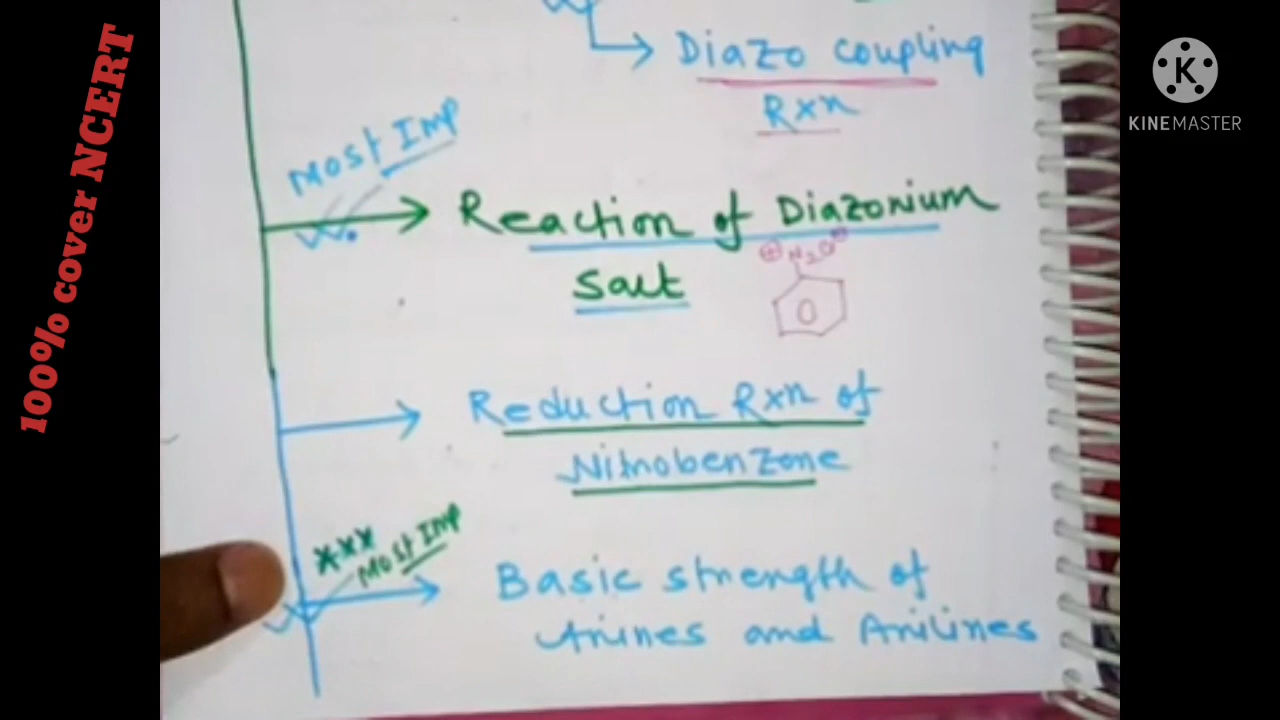 Diazo coupling
Rxn
Most Imp
Reaction of Diazonium
Salt
Reduction Rxn of
Nitrobenzone
××× Most Imp
Basic strength of
Amines and Anilines
100% cover NCERT
K
KINEMASTER